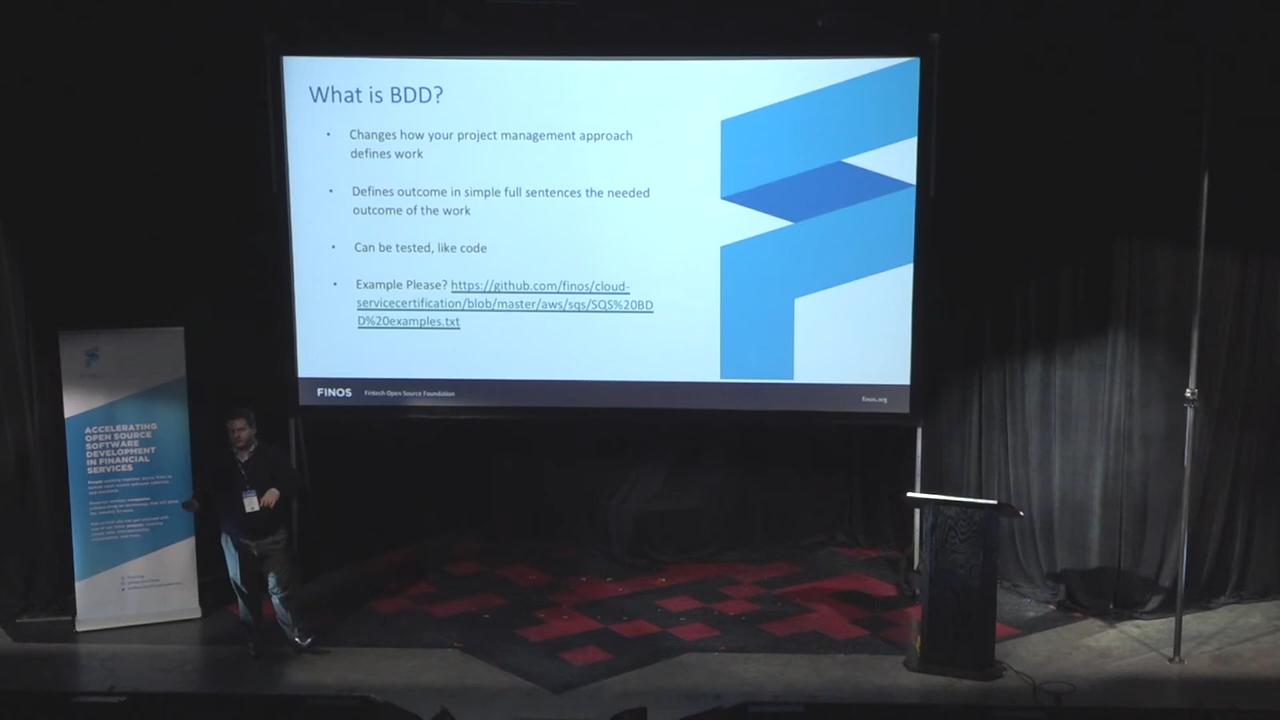 What is BDD?
• Changes how your project management approach
defines work
• Defines outcome in simple full sentences the needed
outcome of the work
• Can be tested, like code
• Example Please? https://github.com/finos/cloud-
servicecertification/blob/master/aws/sqs/SQS%20BD
D%20examples.txt
FINOS Fintech Open Source Foundation finos.org
ACCELERATING
OPEN SOURCE
SOFTWARE
DEVELOPMENT
IN FINANCIAL
SERVICES